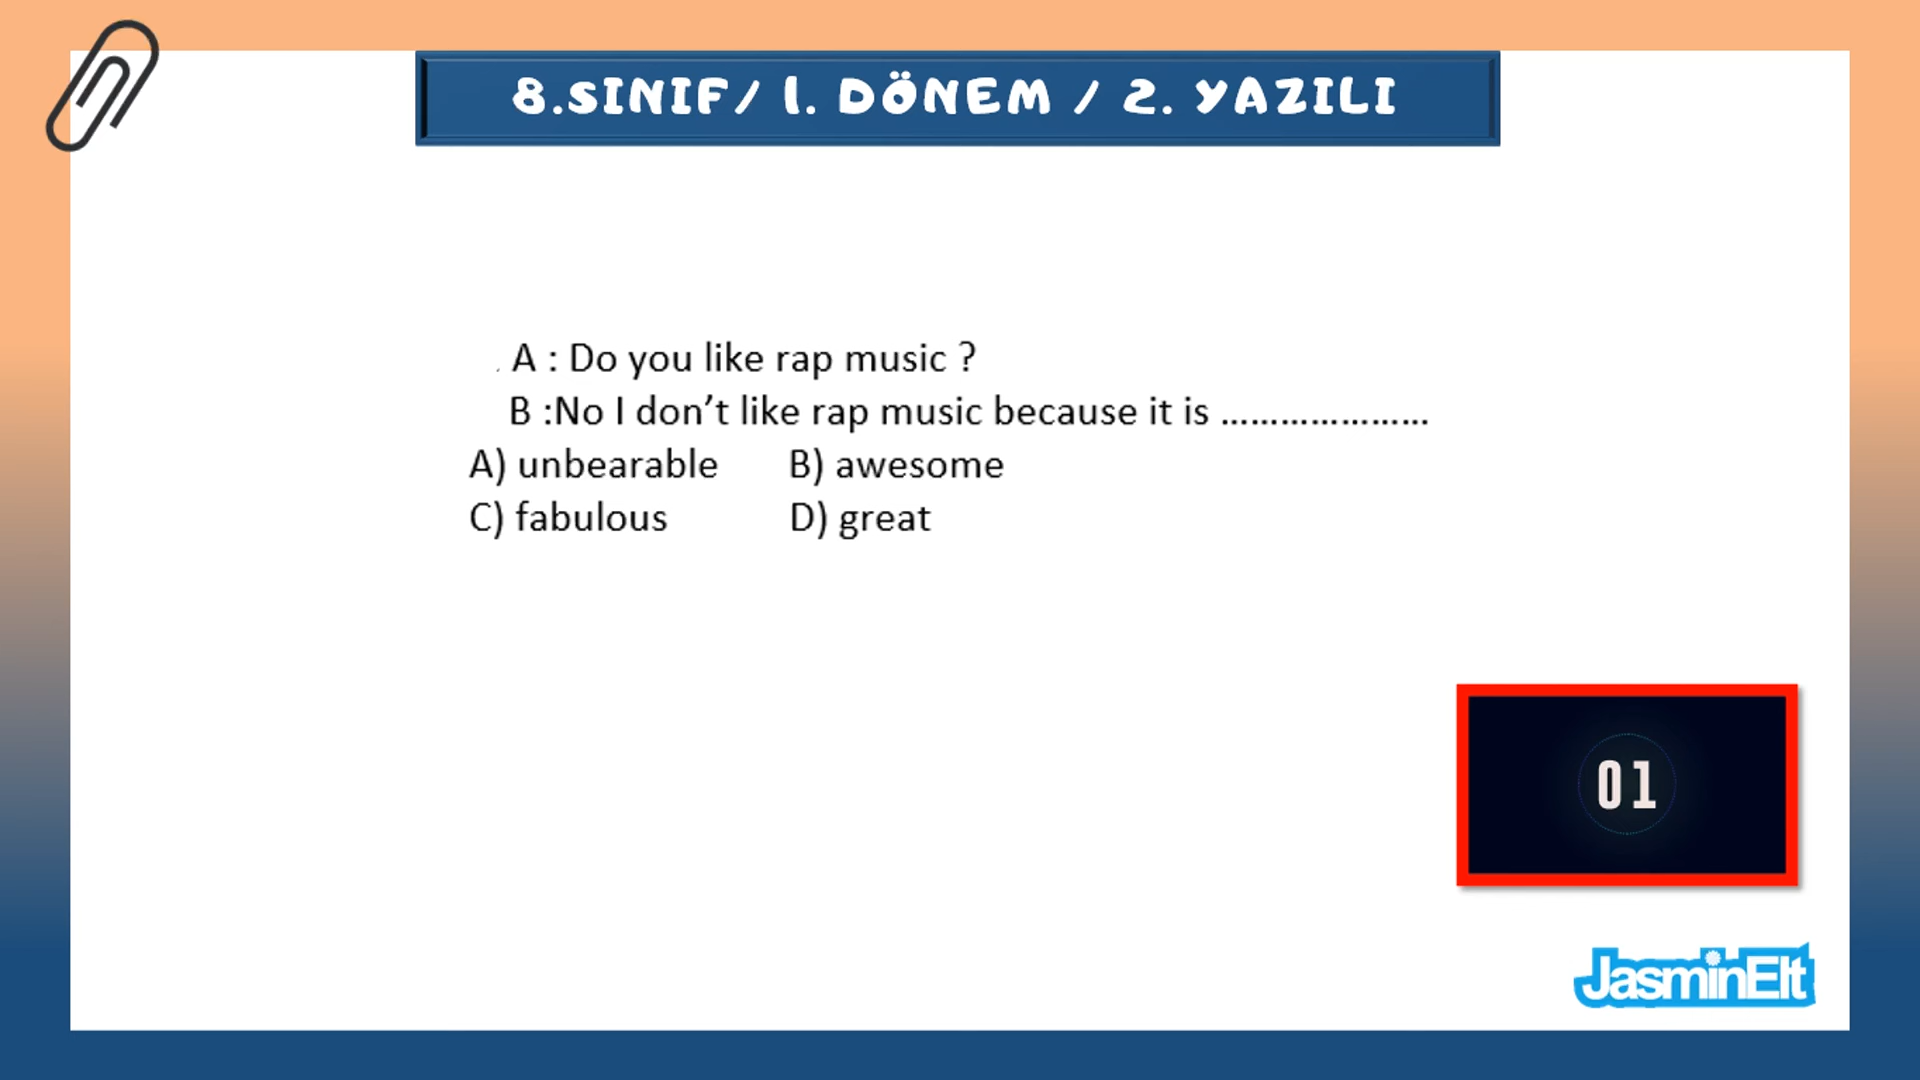 8.SINIF/ 1. DÖNEM / 2. YAZILI
A : Do you like rap music ?
B :No I don’t like rap music because it is .....................
A) unbearable B) awesome
C) fabulous D) great
01
JasminElt